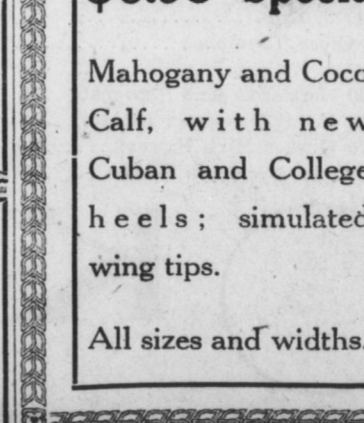 Mahogany and Coco
Calf, with new
Cuban and College
heels; simulated
wing tips.
All sizes and widths.